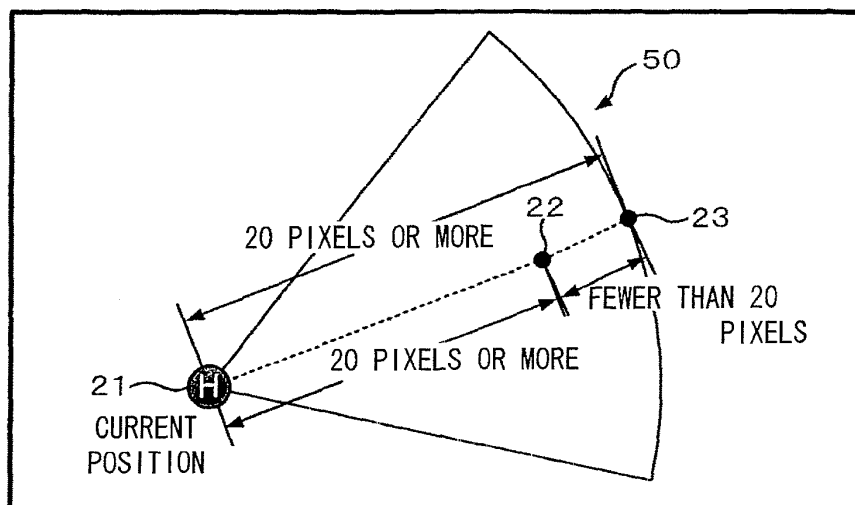 50
22
23
20 PIXELS OR MORE
FEWER THAN 20
PIXELS
20 PIXELS OR MORE
21
H
CURRENT
POSITION